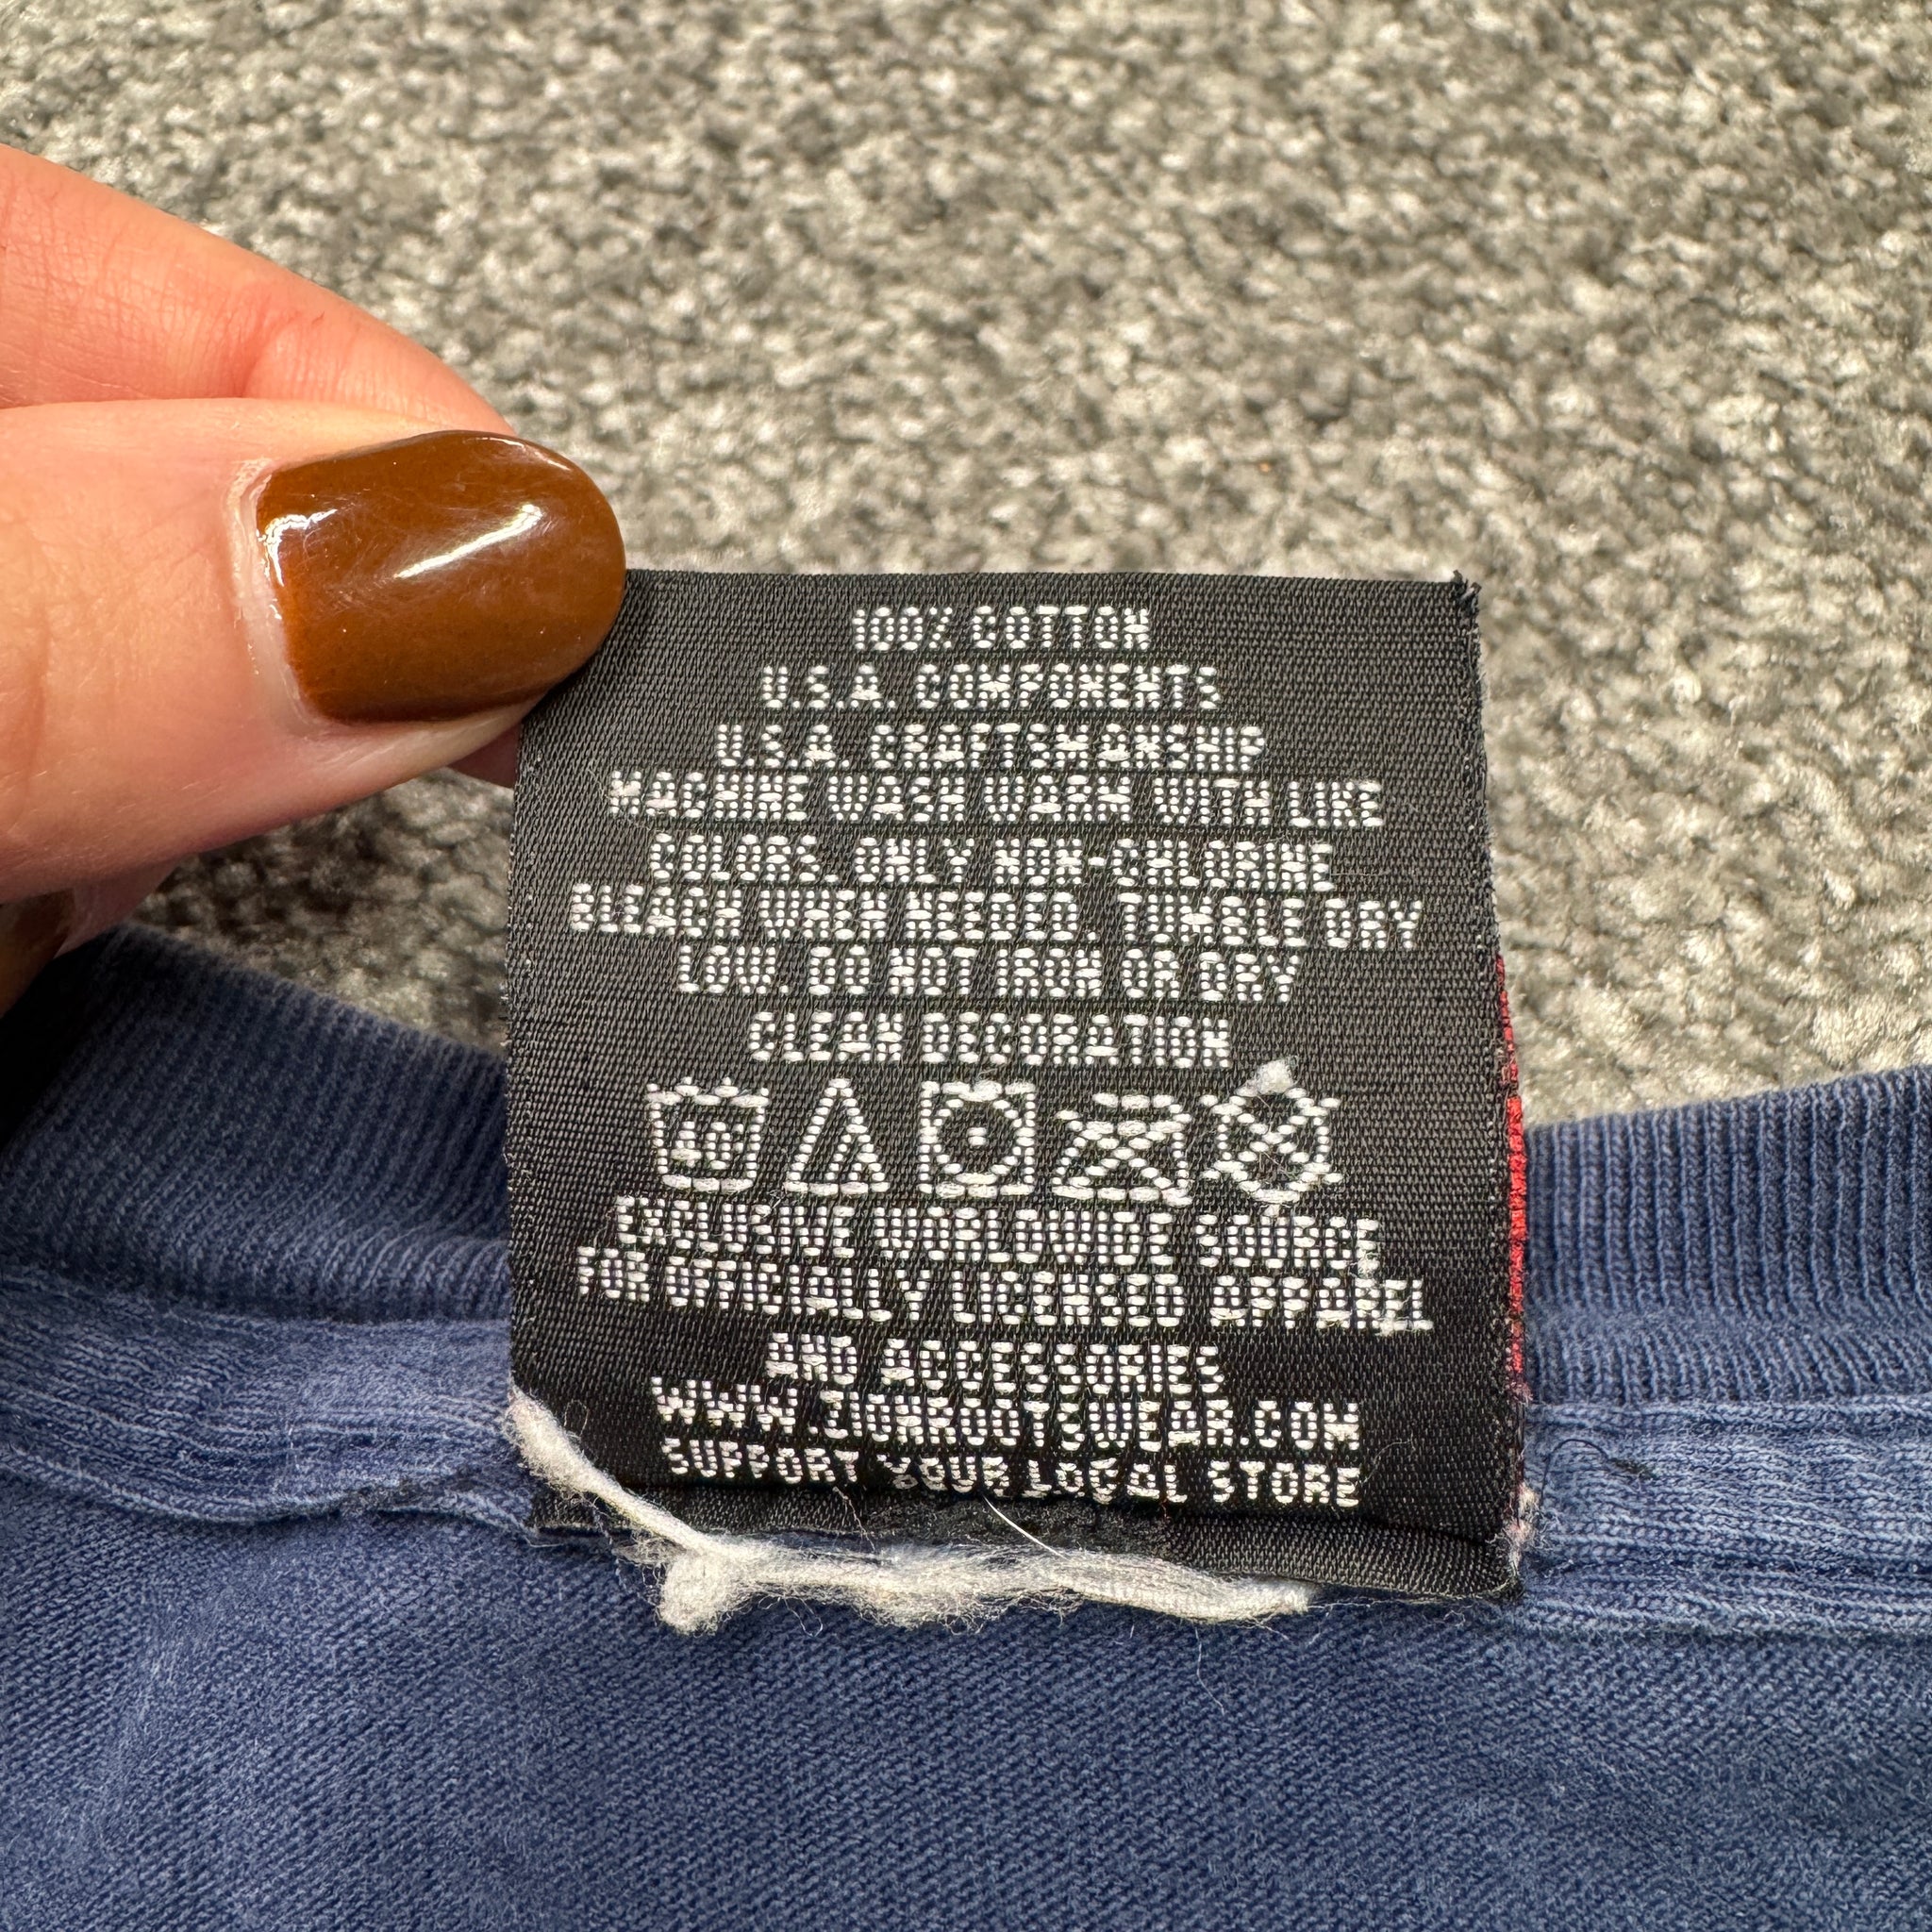 100% COTTON
U.S.A. COMPONENTS
U.S.A. CRAFTSMANSHIP
MACHINE WASH WARM WITH LIKE
COLORS. ONLY NON-CHLORINE
BLEACH WHEN NEEDED. TUMBLE DRY
LOW. DO NOT IRON OR DRY
CLEAN DECORATION
40C
EXCLUSIVE WORLDWIDE SOURCE
FOR OFFICIALLY LICENSED APPAREL
AND ACCESSORIES
WWW.ZIONROOTSWEAR.COM
SUPPORT YOUR LOCAL STORE